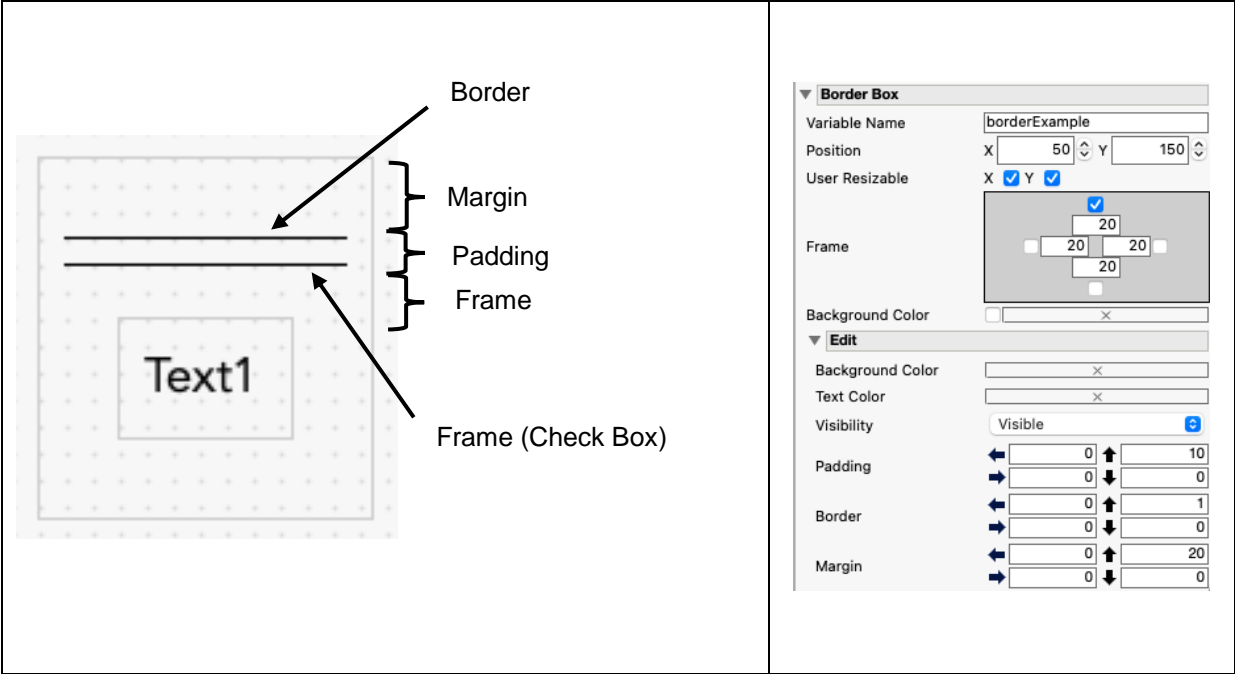 Border
Margin
Padding
Frame
Text1
Frame (Check Box)
Border Box
Variable Name borderExample
Position X 50 Y 150
User Resizable X Y
20
Frame 20 20
20
Background Color
Edit
Background Color
Text Color
Visibility Visible
Padding 0 10
0 0
Border 0 1
0 0
Margin 0 20
0 0